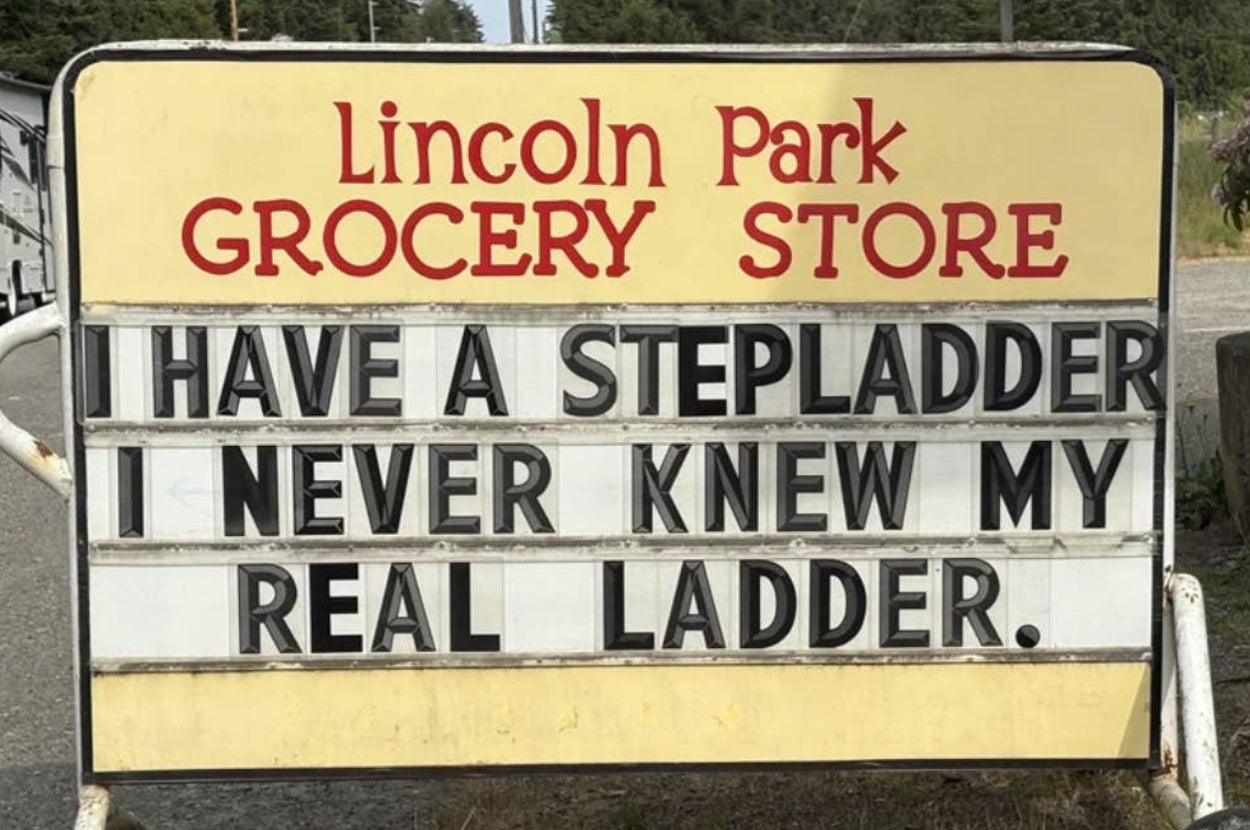 Lincoln Park
GROCERY STORE
I HAVE A STEPLADDER
I NEVER KNEW MY
REAL LADDER.